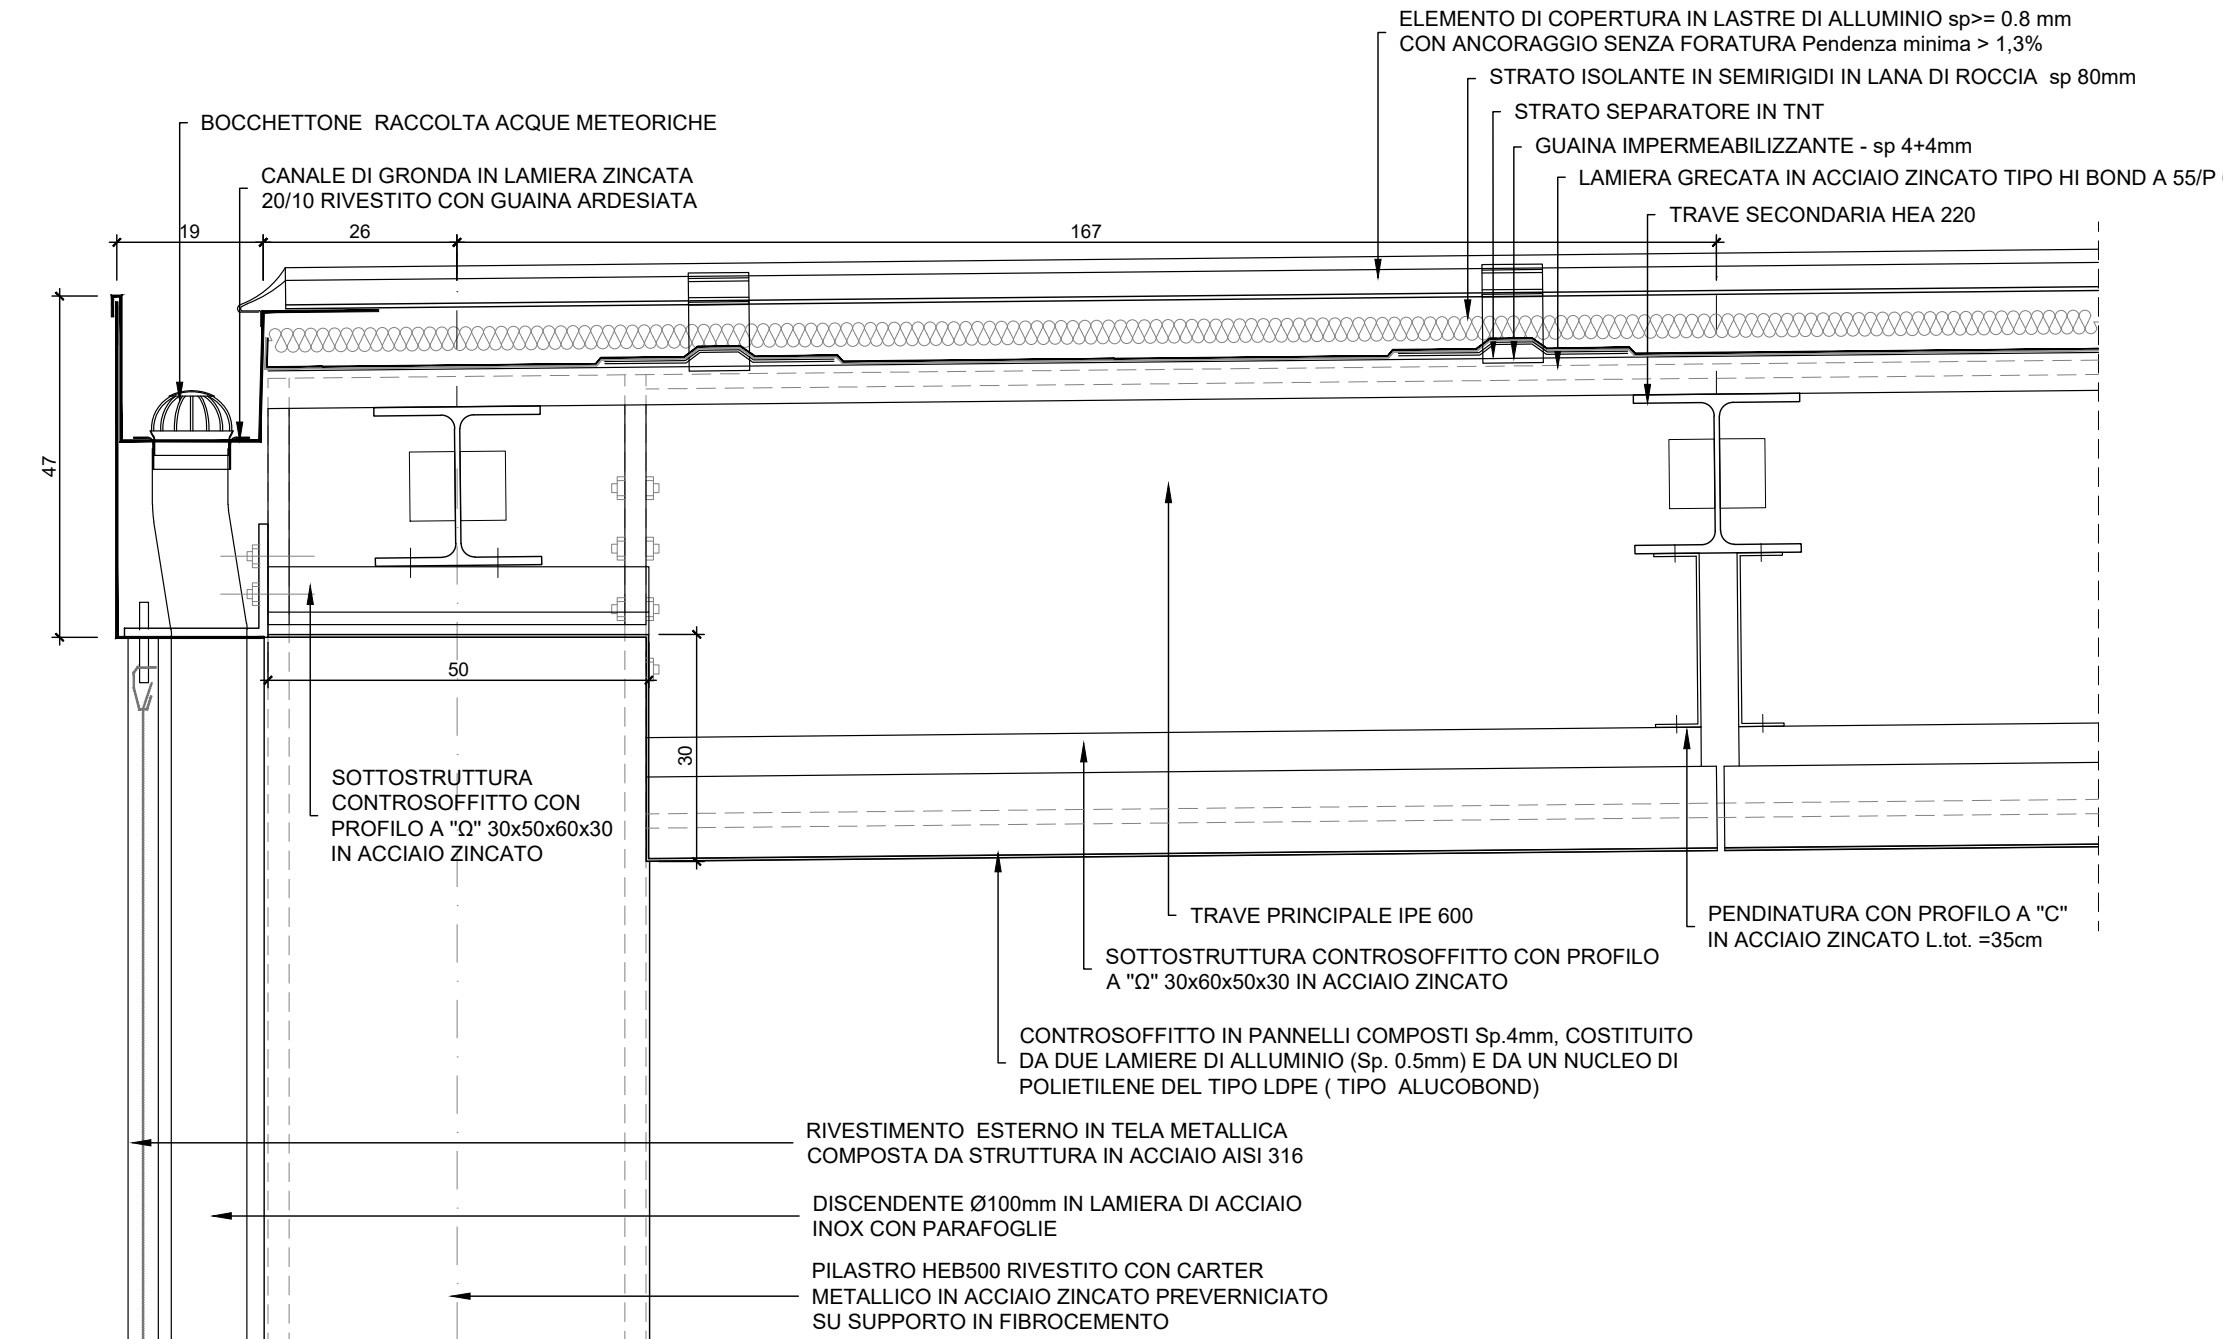 ELEMENTO DI COPERTURA IN LASTRE DI ALLUMINIO sp>= 0.8 mm
CON ANCORAGGIO SENZA FORATURA Pendenza minima > 1,3%
STRATO ISOLANTE IN SEMIRIGIDI IN LANA DI ROCCIA sp 80mm
STRATO SEPARATORE IN TNT
GUAINA IMPERMEABILIZZANTE - sp 4+4mm
LAMIERA GRECATA IN ACCIAIO ZINCATO TIPO HI BOND A 55/P
TRAVE SECONDARIA HEA 220
BOCCHETTONE RACCOLTA ACQUE METEORICHE
CANALE DI GRONDA IN LAMIERA ZINCATA
20/10 RIVESTITO CON GUAINA ARDESIATA
19
26
167
47
50
30
SOTTOSTRUTTURA
CONTROSOFFITTO CON
PROFILO A "Ω" 30x50x60x30
IN ACCIAIO ZINCATO
TRAVE PRINCIPALE IPE 600
PENDINATURA CON PROFILO A "C"
IN ACCIAIO ZINCATO L.tot. =35cm
SOTTOSTRUTTURA CONTROSOFFITTO CON PROFILO
A "Ω" 30x60x50x30 IN ACCIAIO ZINCATO
CONTROSOFFITTO IN PANNELLI COMPOSTI Sp.4mm, COSTITUITO
DA DUE LAMIERE DI ALLUMINIO (Sp. 0.5mm) E DA UN NUCLEO DI
POLIETILENE DEL TIPO LDPE ( TIPO ALUCOBOND)
RIVESTIMENTO ESTERNO IN TELA METALLICA
COMPOSTA DA STRUTTURA IN ACCIAIO AISI 316
DISCENDENTE Ø100mm IN LAMIERA DI ACCIAIO
INOX CON PARAFOGLIE
PILASTRO HEB500 RIVESTITO CON CARTER
METALLICO IN ACCIAIO ZINCATO PREVERNICIATO
SU SUPPORTO IN FIBROCEMENTO